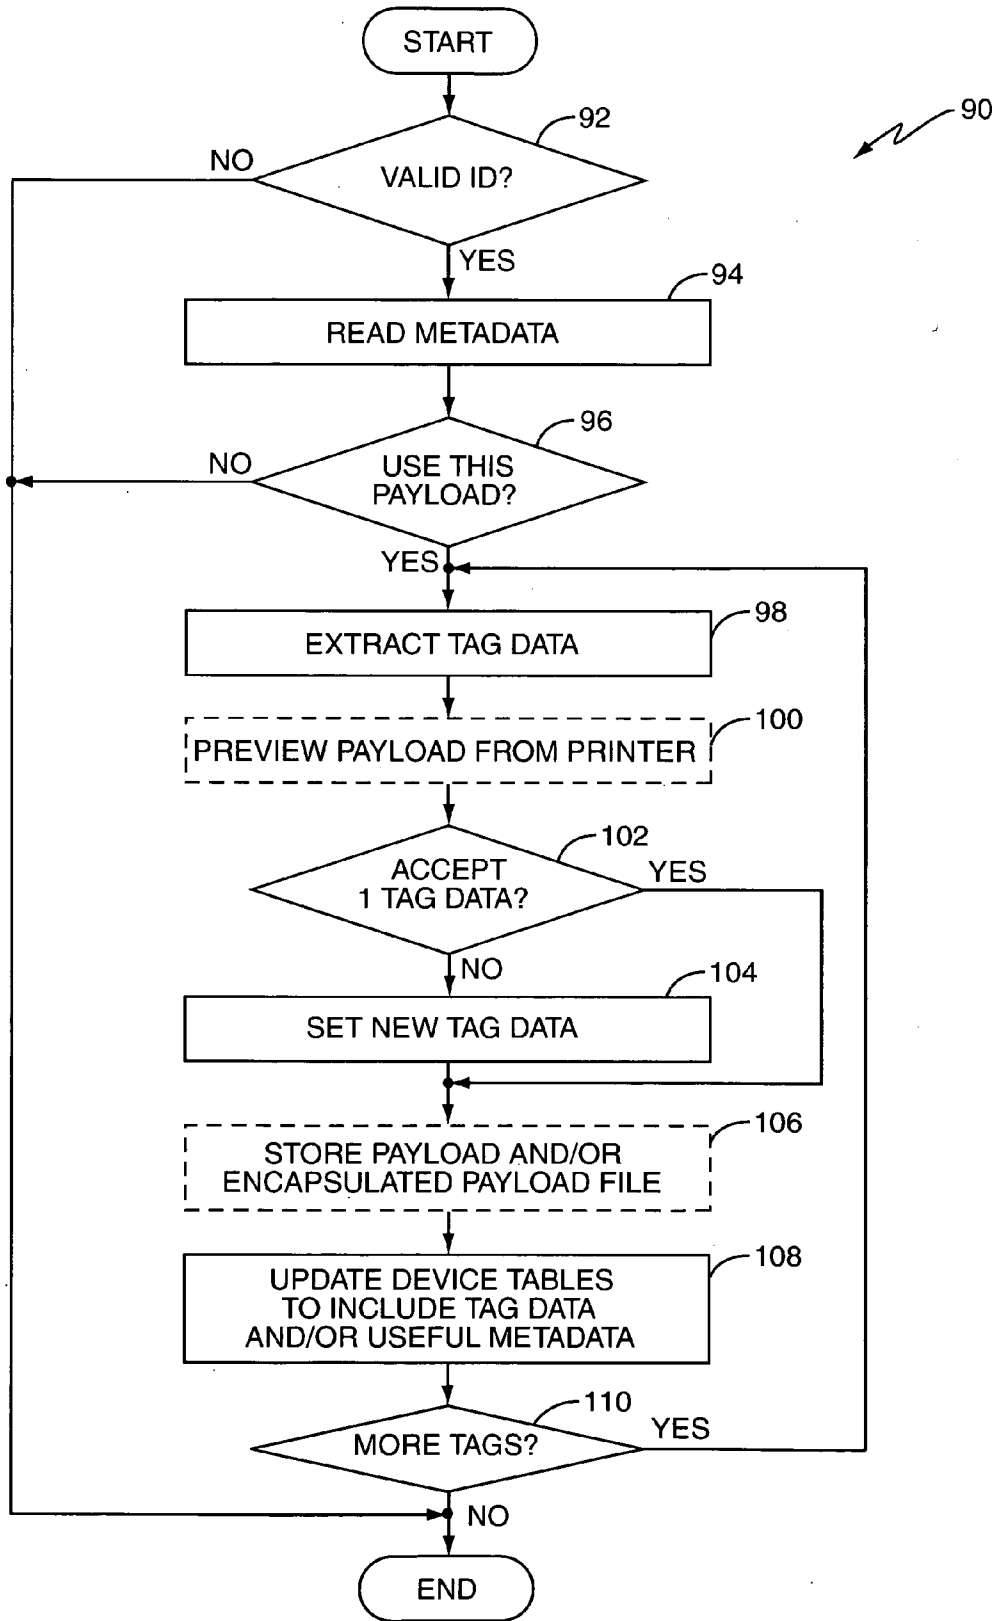 START
90
92
NO
VALID ID?
YES
94
READ METADATA
96
NO
USE THIS
PAYLOAD?
YES
98
EXTRACT TAG DATA
100
PREVIEW PAYLOAD FROM PRINTER
102
ACCEPT
1 TAG DATA?
YES
NO
104
SET NEW TAG DATA
106
STORE PAYLOAD AND/OR
ENCAPSULATED PAYLOAD FILE
108
UPDATE DEVICE TABLES
TO INCLUDE TAG DATA
AND/OR USEFUL METADATA
110
MORE TAGS?
YES
NO
END